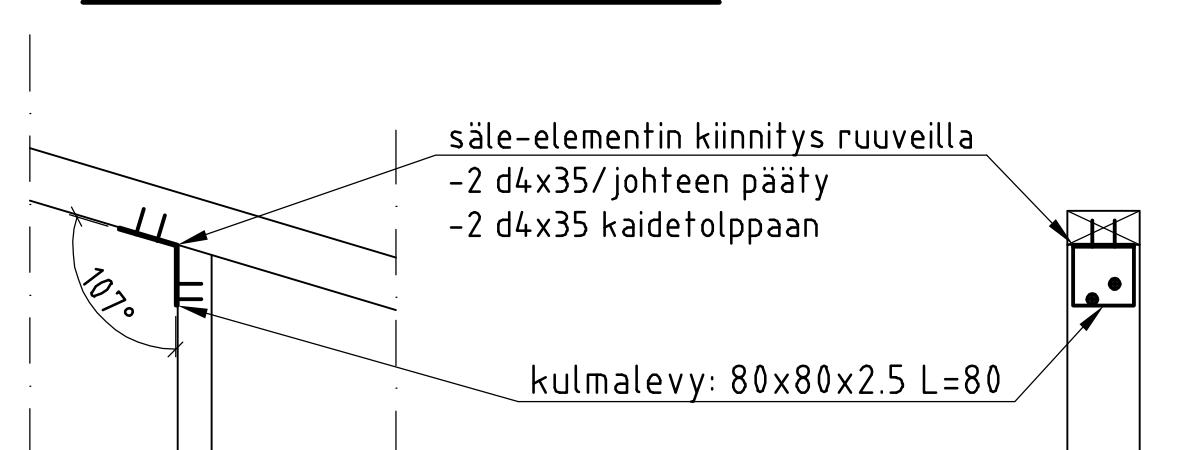 säle-elementin kiinnitys ruuveilla
-2 d4x35/johteen pääty
-2 d4x35 kaidetolppaan
107°
kulmalevy: 80x80x2.5 L=80